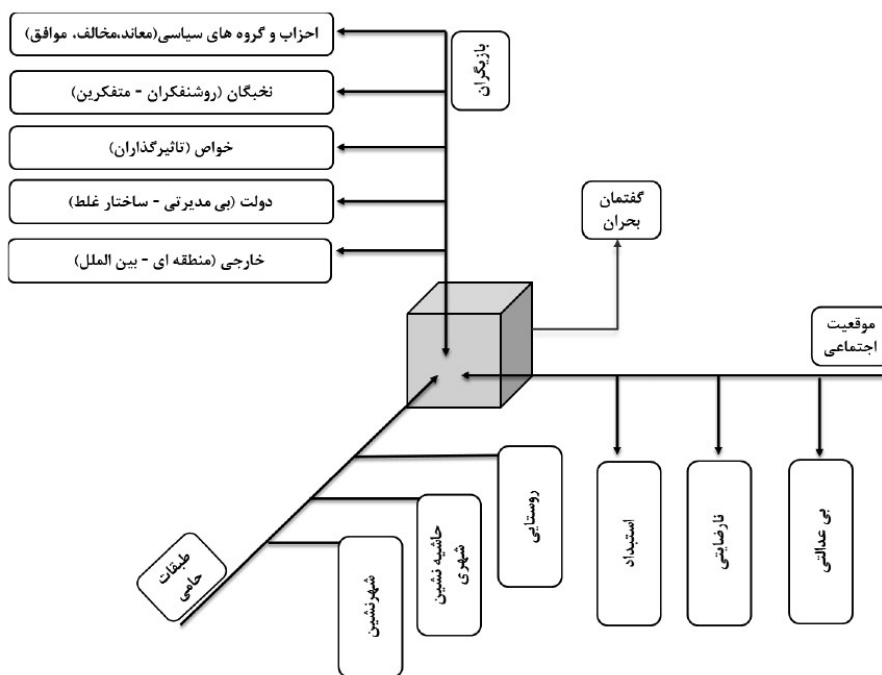 احزاب و گروه های سیاسی(معاند،مخالف، موافق)
نخبگان (روشنفکران - متفکرین)
خواص (تاثیرگذاران)
دولت (بی مدیرتی - ساختار غلط)
خارجی (منطقه ای - بین الملل)
بازیگران
گفتمان
بحران
موقعیت
اجتماعی
بی عدالتی
نارضایتی
استبداد
روستایی
حاشیه نشین
شهری
شهرنشین
طبقات
حامی